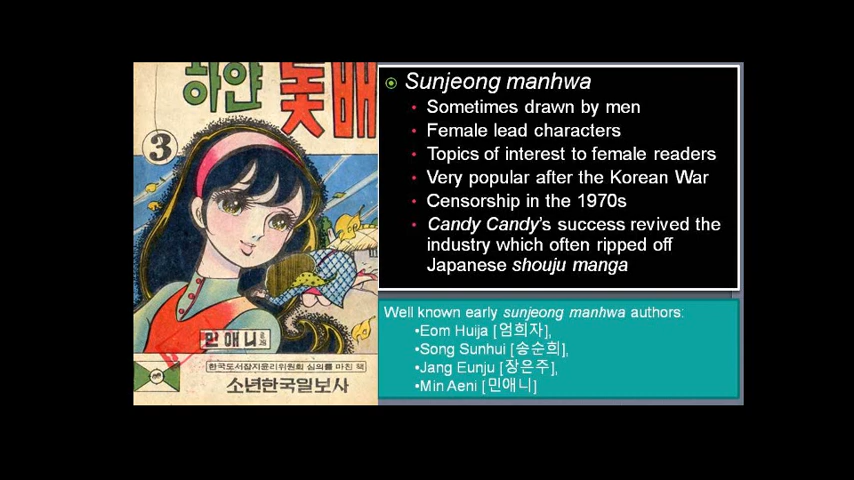 하얀 돛배
3
민애니
한국도서잡지윤리위원회 심의를 마친 책
소년한국일보사
Sunjeong manhwa
Sometimes drawn by men
Female lead characters
Topics of interest to female readers
Very popular after the Korean War
Censorship in the 1970s
Candy Candy's success revived the
industry which often ripped off
Japanese shouju manga
Well known early sunjeong manhwa authors:
•Eom Huija [엄희자],
•Song Sunhui [송순희],
•Jang Eunju [장은주],
•Min Aeni [민애니]